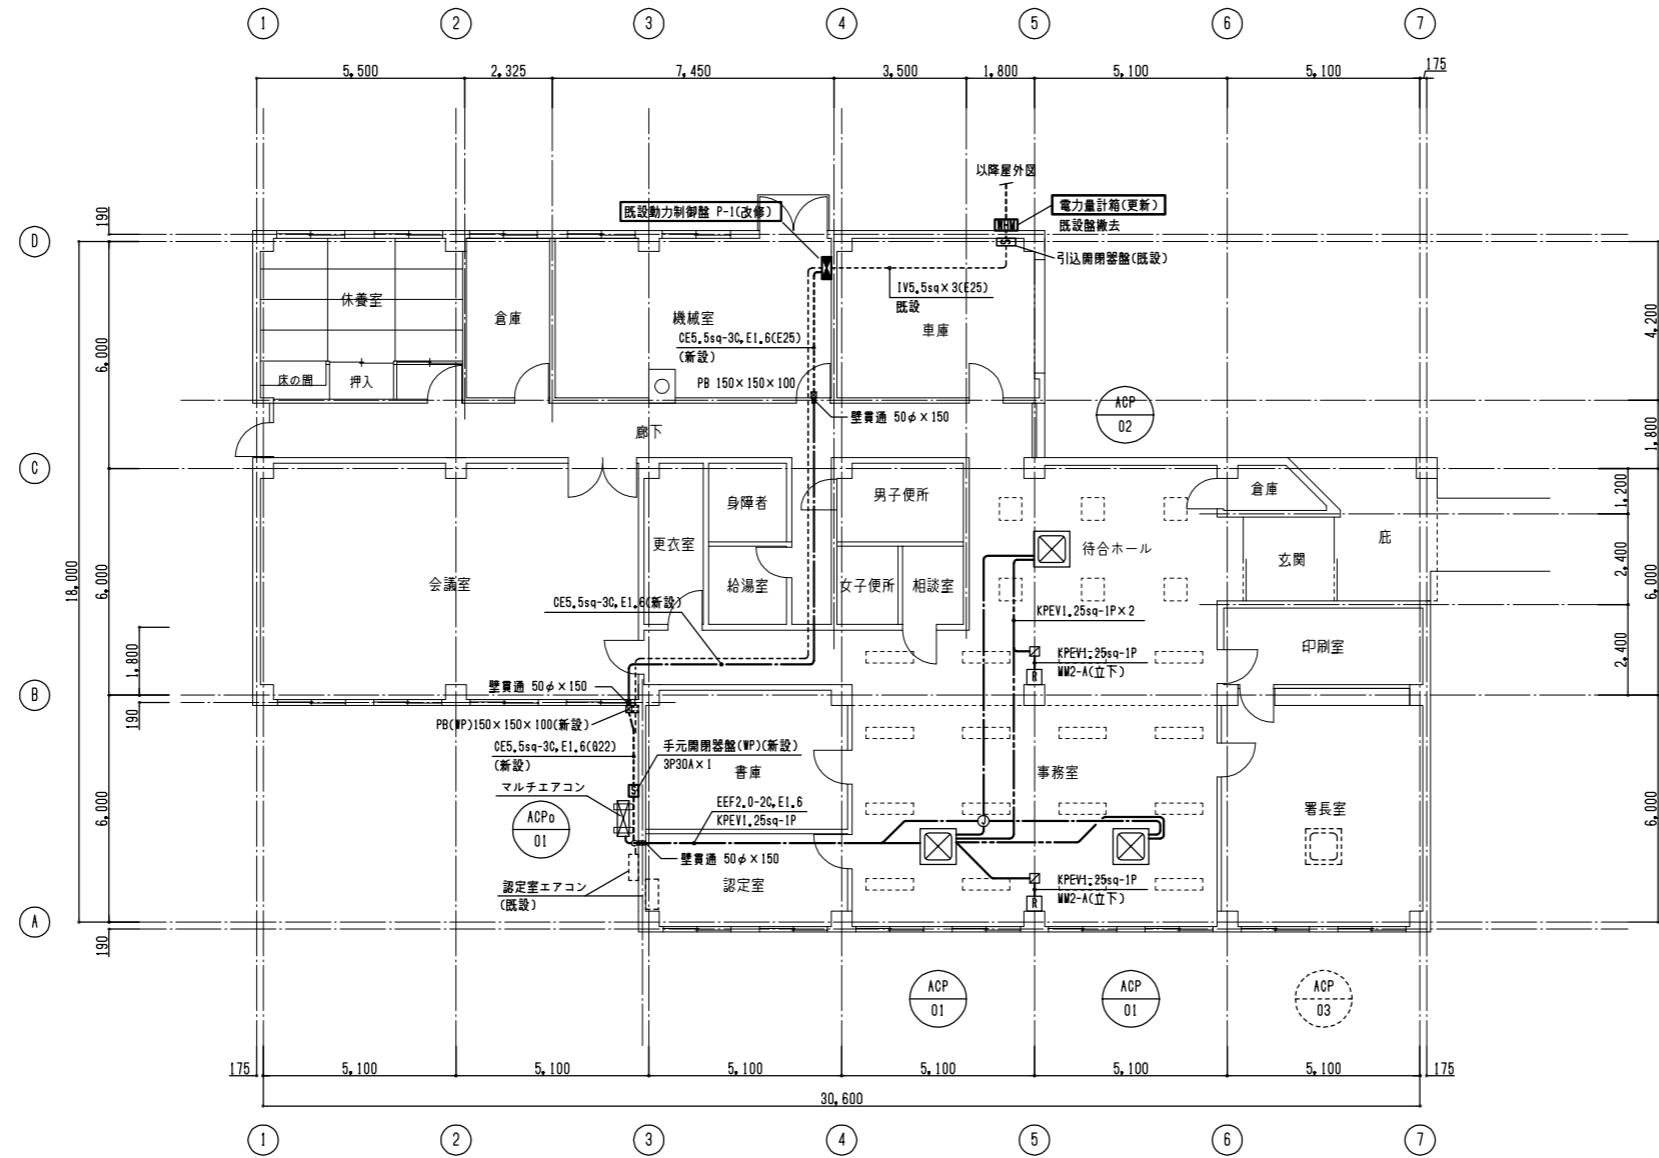 1 2 3 4 5 6 7
5,500 2,325 7,450 3,500 1,800 5,100 5,100 175
以降屋外図
既設動力制御盤 P-1(改修)
WHM
電力量計箱(更新)
既設盤撤去
190
D
S
引込開閉器盤(既設)
IV5.5sq×3(E25)
既設
休養室
倉庫
機械室
車庫
CE5.5sq-3C,E1.6(E25)
(新設)
6,000
4,200
床の間
押入
PB 150×150×100
壁貫通 50φ×150
ACP
02
廊下
1,800
C
身障者
男子便所
倉庫
1,200
更衣室
待合ホール
庇
玄関
2,400
18,000
6,000
会議室
給湯室
女子便所
相談室
6,000
CE5.5sq-3C,E1.6(新設)
KPEV1.25sq-1P×2
印刷室
1,800
KPEV1.25sq-1P
MM2-A(立下)
R
2,400
B
壁貫通 50φ×150
190
PB(WP)150×150×100(新設)
CE5.5sq-3C,E1.6(G22)
(新設)
手元開閉器盤(WP)(新設)
3P30A×1
書庫
事務室
マルチエアコン
S
EEF2.0-2C,E1.6
KPEV1.25sq-1P
署長室
6,000
6,000
ACPo
01
J
壁貫通 50φ×150
認定室エアコン
(既設)
認定室
KPEV1.25sq-1P
MM2-A(立下)
R
A
190
ACP
01
ACP
01
ACP
03
175 5,100 5,100 5,100 5,100 5,100 5,100 175
30,600
1 2 3 4 5 6 7